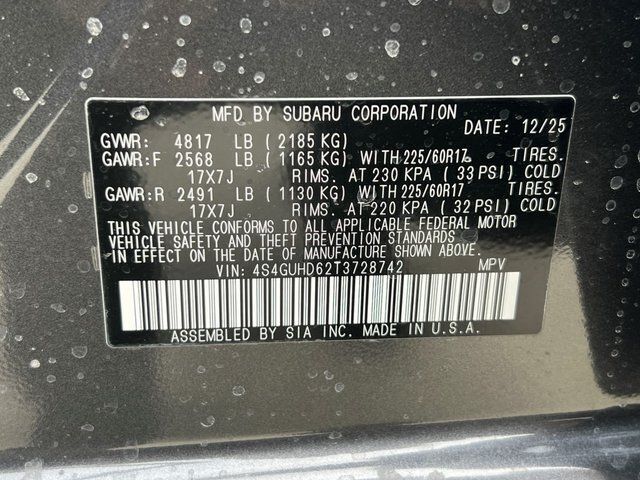 MFD BY SUBARU CORPORATION
DATE: 12/25
GVWR: 4817 LB (2185 KG)
GAWR:F 2568 LB (1165 KG) WITH 225/60R17 TIRES.
17X7J RIMS. AT 230 KPA (33 PSI) COLD
GAWR:R 2491 LB (1130 KG) WITH 225/60R17 TIRES.
17X7J RIMS. AT 220 KPA (32 PSI) COLD
THIS VEHICLE CONFORMS TO ALL APPLICABLE FEDERAL MOTOR
VEHICLE SAFETY AND THEFT PREVENTION STANDARDS
IN EFFECT ON THE DATE OF MANUFACTURE SHOWN ABOVE.
VIN: 4S4GUHD62T3728742 MPV
ASSEMBLED BY SIA INC. MADE IN U.S.A.